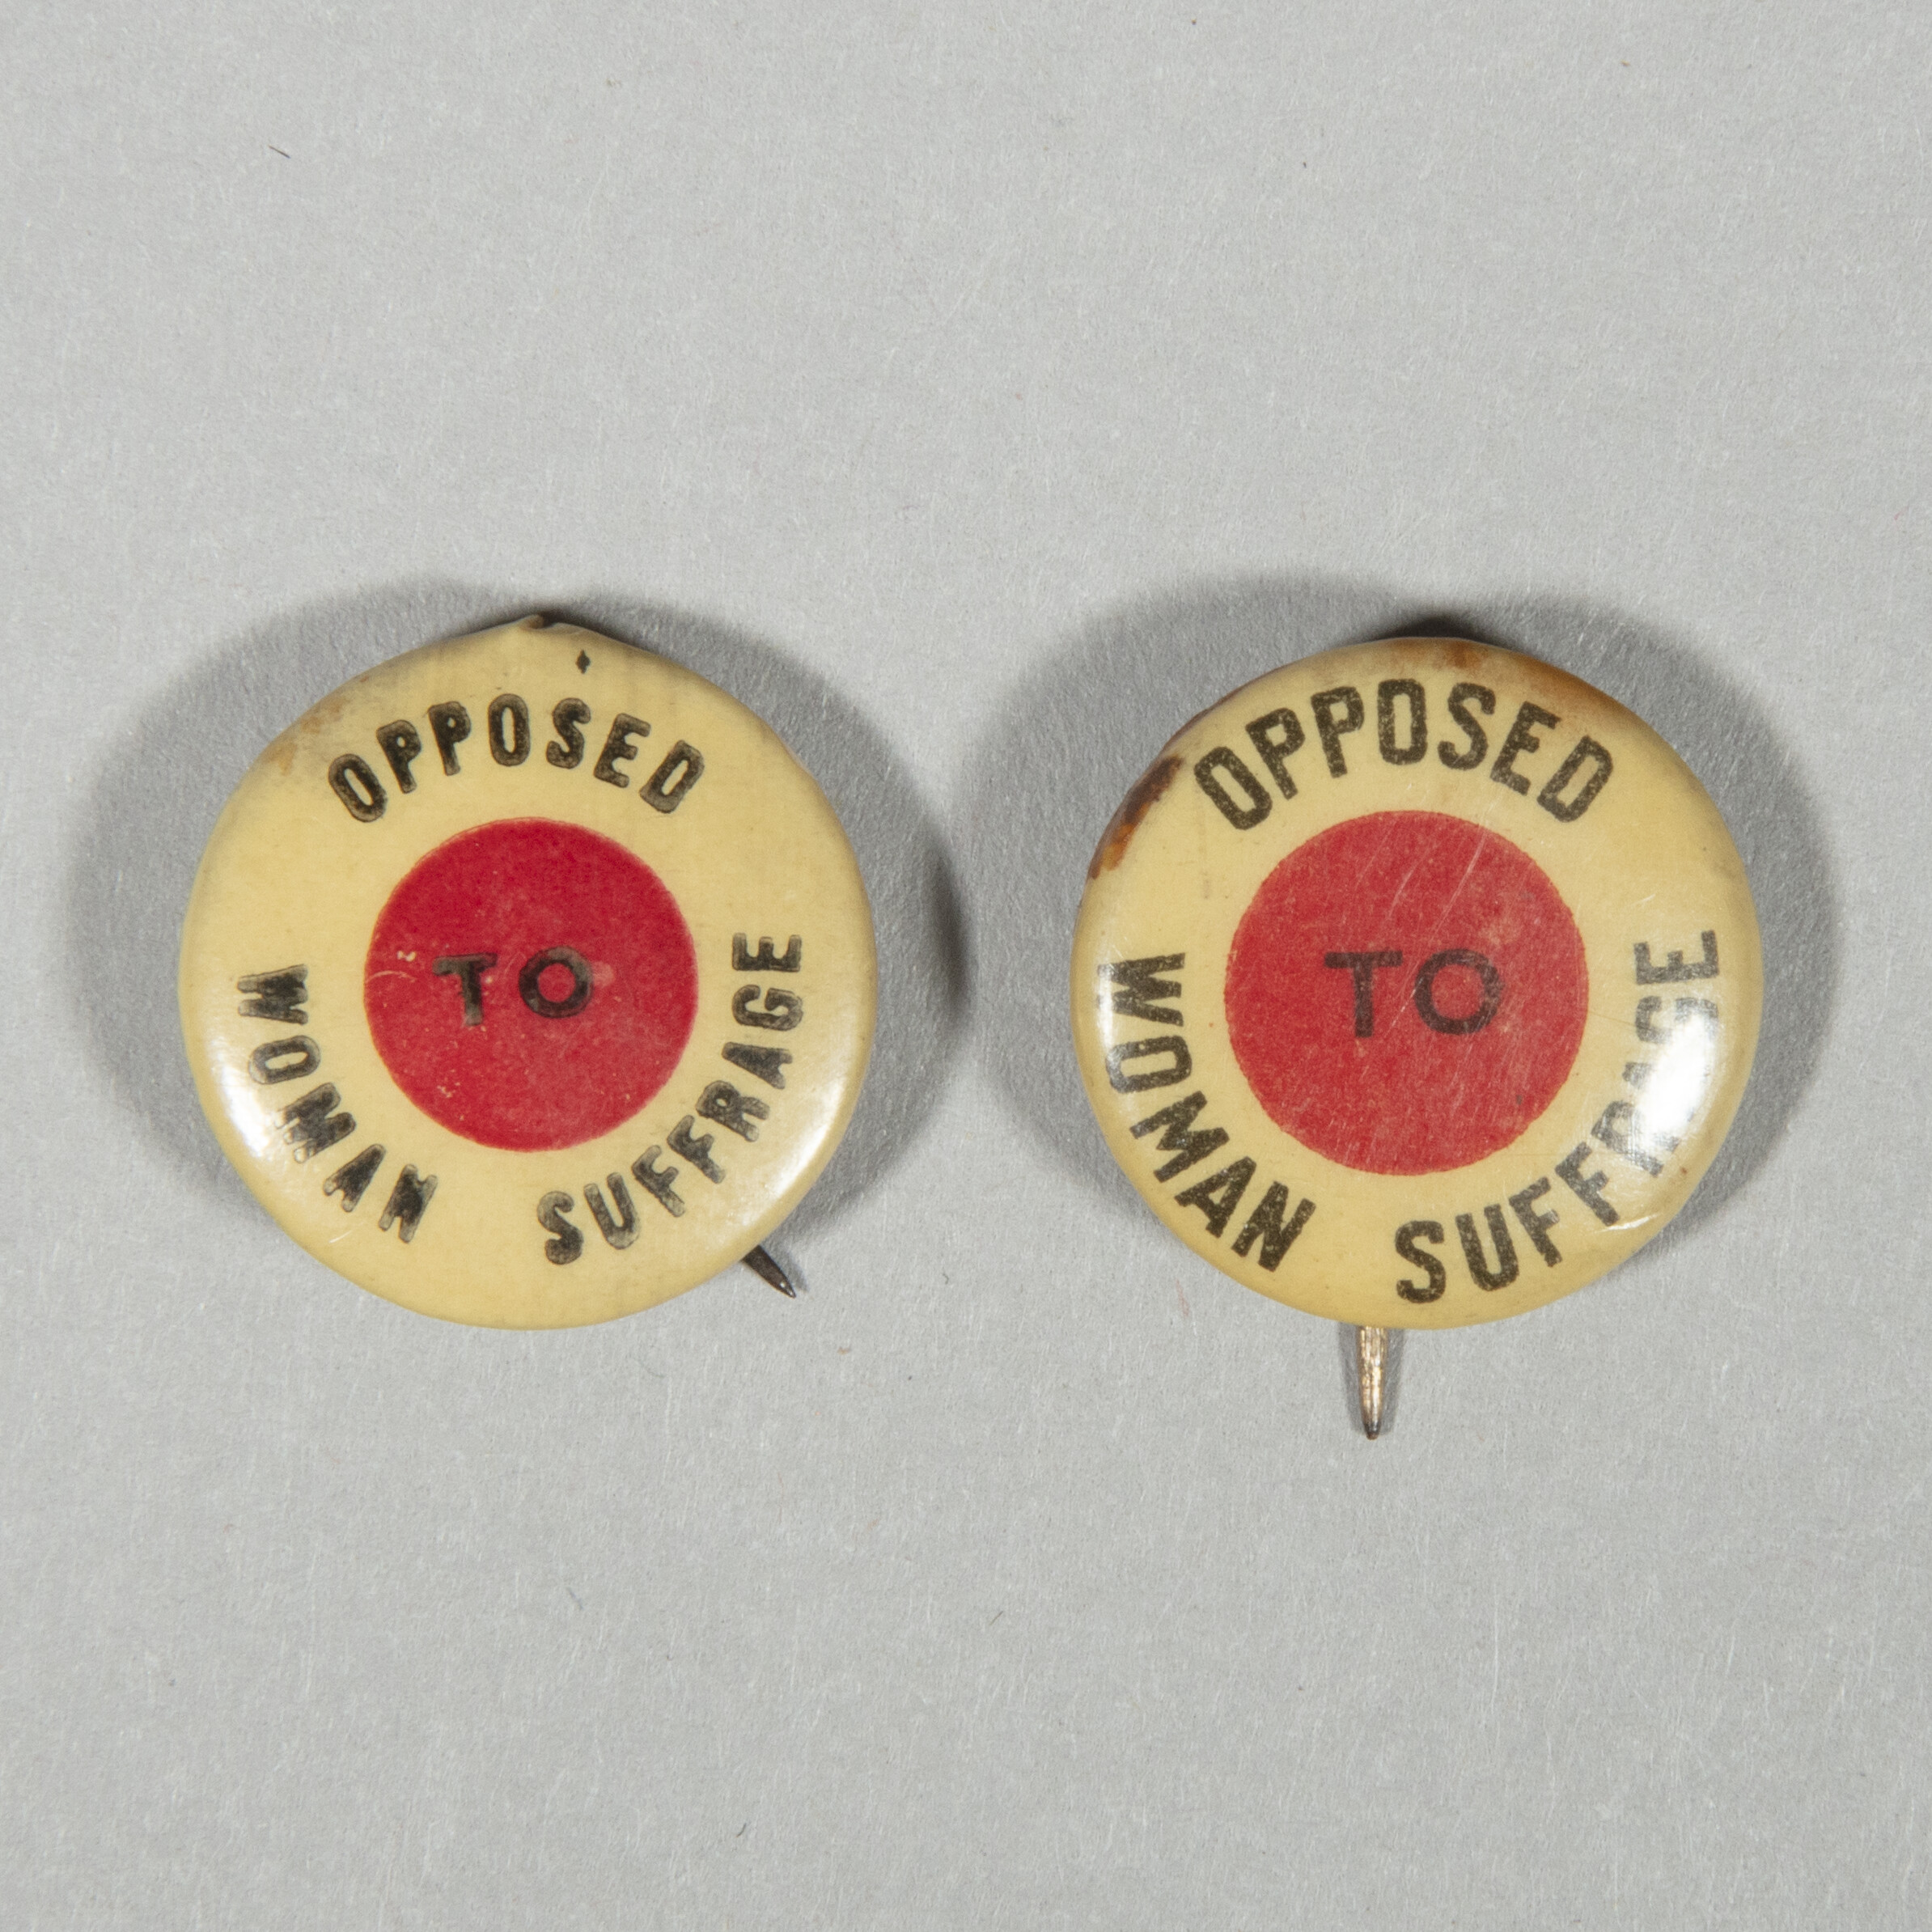 OPPOSED
TO
WOMAN SUFFRAGE
OPPOSED
TO
WOMAN SUFFRAGE